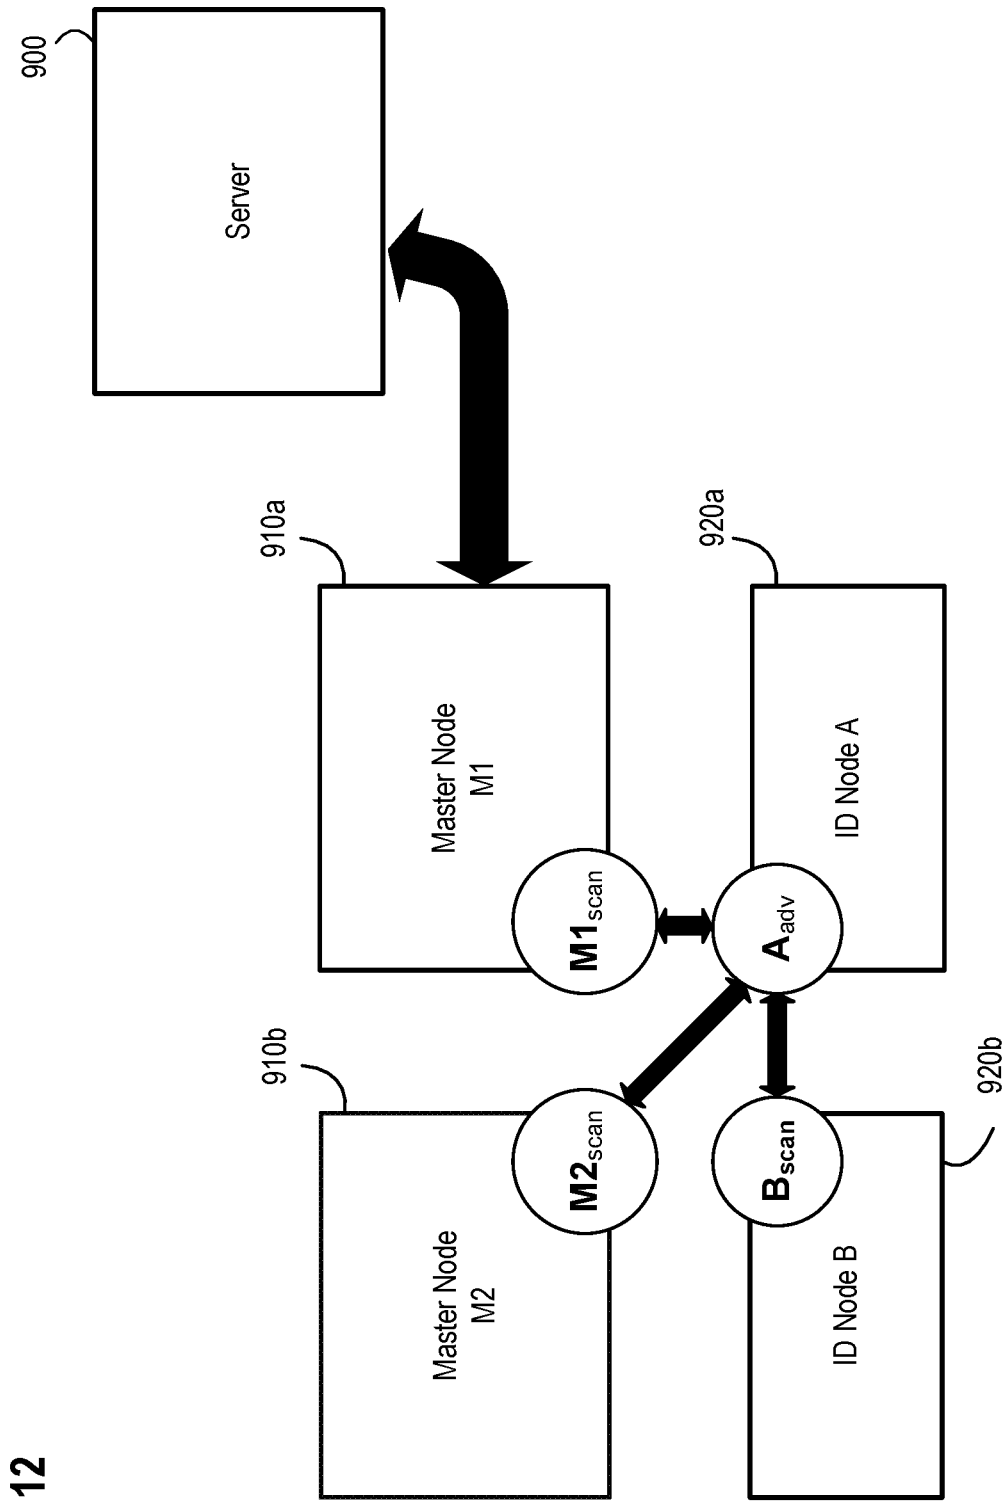 12
900
Server
910b
910a
Master Node
M2
Master Node
M1
M2scan
M1scan
920a
Bscan
Aadv
ID Node B
ID Node A
920b